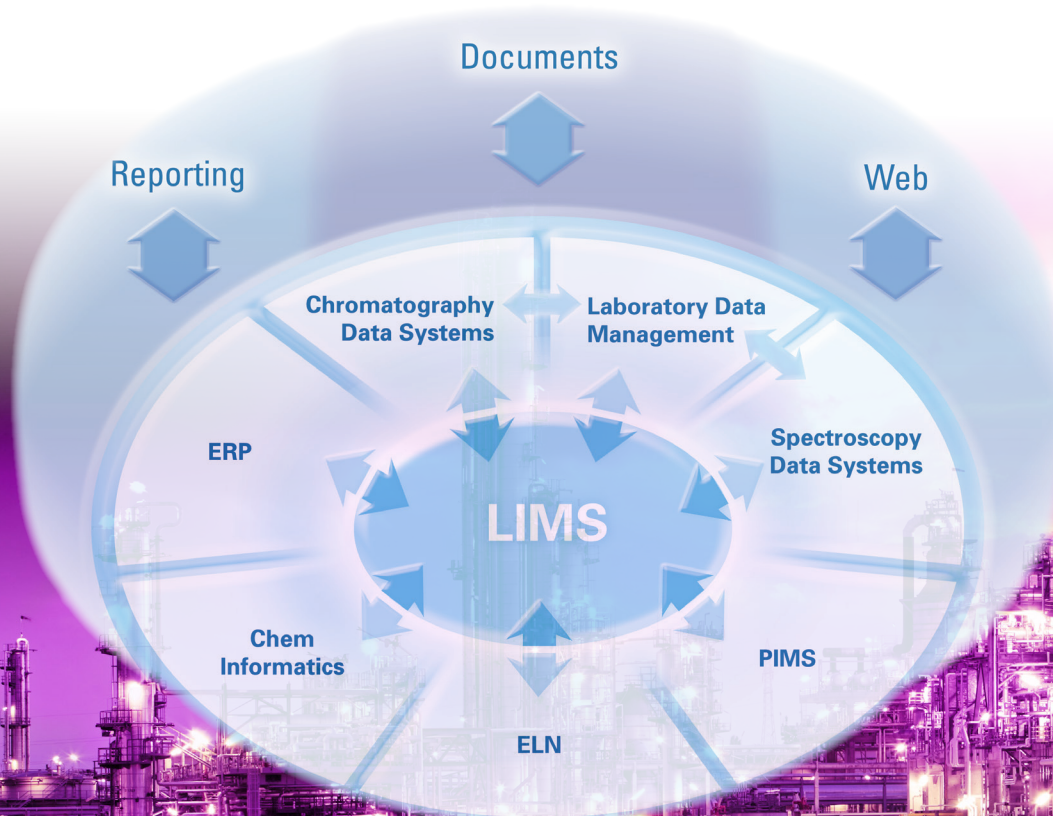 Documents
Reporting
Web
Chromatography
Data Systems
Laboratory Data
Management
ERP
Spectroscopy
Data Systems
LIMS
Chem
Informatics
PIMS
ELN